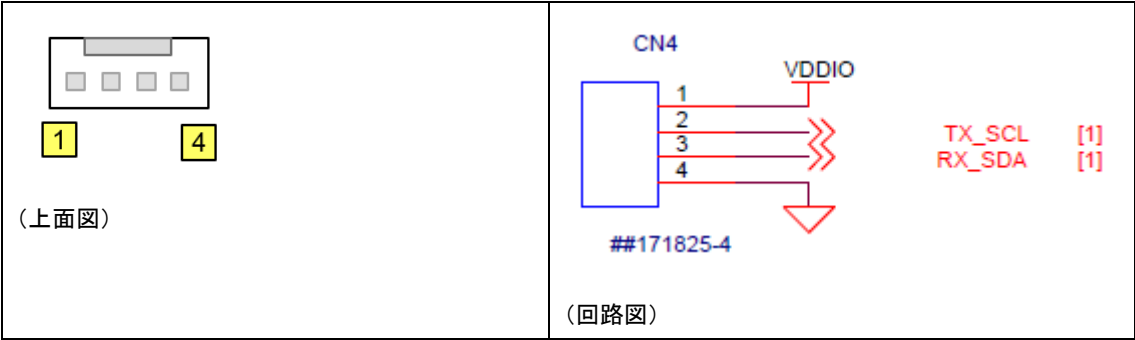 1
4
（上面図）
CN4
VDDIO
1
2
3
4
TX_SCL [1]
RX_SDA [1]
##171825-4
（回路図）